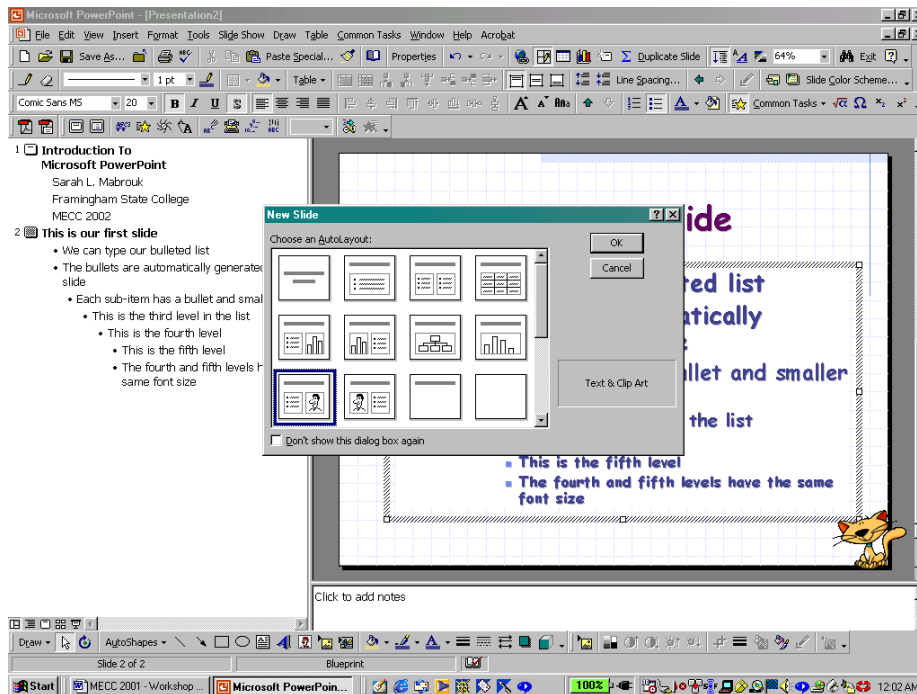 Microsoft PowerPoint - [Presentation2]
File Edit View Insert Format Tools Slide Show Draw Table Common Tasks Window Help Acrobat
Save As... Paste Special... Properties Duplicate Slide 64% Exit
1 pt Table Line Spacing... Slide Color Scheme...
Comic Sans MS 20 B I U S A A Common Tasks
1 Introduction To
Microsoft PowerPoint
Sarah L. Mabrouk
Framingham State College
MECC 2002
2 This is our first slide
We can type our bulleted list
The bullets are automatically generate
slide
Each sub-item has a bullet and smal
This is the third level in the list
This is the fourth level
This is the fifth level
The fourth and fifth levels h
same font size
New Slide
Choose an AutoLayout:
OK
Cancel
Text & Clip Art
Don't show this dialog box again
ide
ted list
atically
llet and smaller
the list
This is the fifth level
The fourth and fifth levels have the same
font size
Click to add notes
Draw AutoShapes
Slide 2 of 2 Blueprint
Start MECC 2001 - Workshop ... Microsoft PowerPoin... 100% 12:02 AM